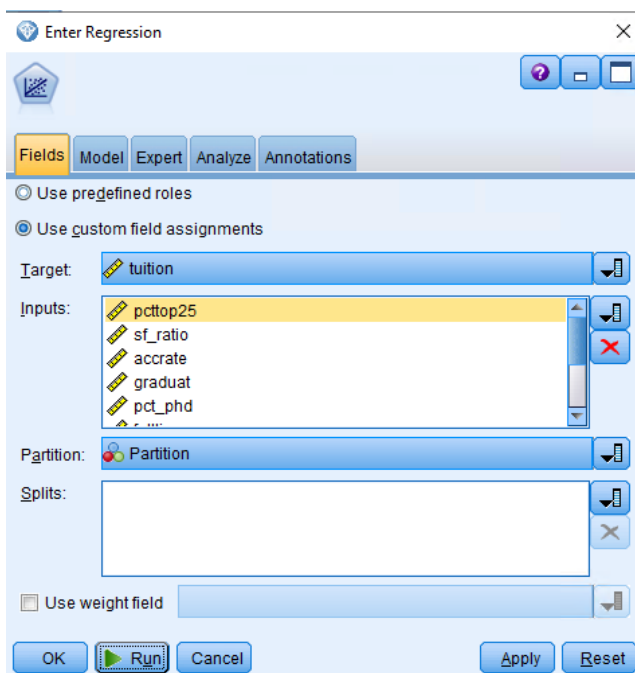 Enter Regression
Fields Model Expert Analyze Annotations
Use predefined roles
Use custom field assignments
Target: tuition
Inputs: pcttop25
sf_ratio
accrate
graduat
pct_phd
Partition: Partition
Splits:
Use weight field
OK Run Cancel Apply Reset